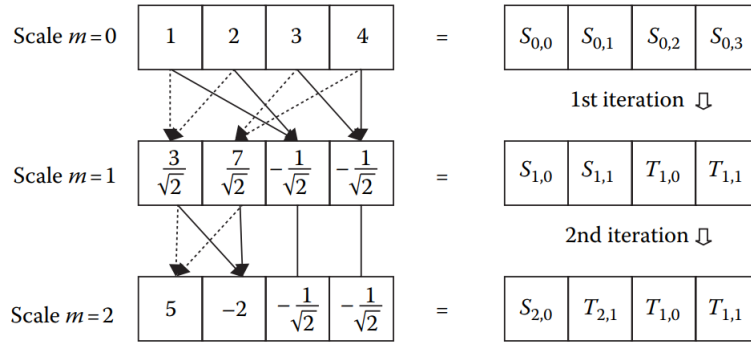 Scale m=0 1 2 3 4 = S₀,₀ S₀,₁ S₀,₂ S₀,₃
1st iteration ⇩
Scale m=1 3/√2 7/√2 −1/√2 −1/√2 = S₁,₀ S₁,₁ T₁,₀ T₁,₁
2nd iteration ⇩
Scale m=2 5 −2 −1/√2 −1/√2 = S₂,₀ T₂,₁ T₁,₀ T₁,₁